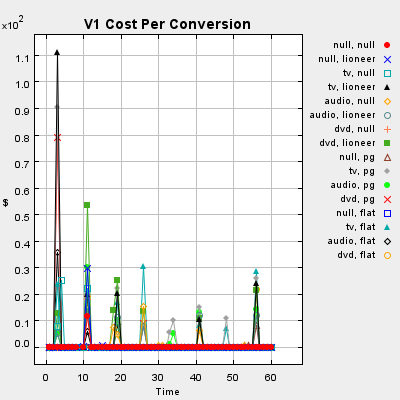 V1 Cost Per Conversion
×10²
1.1
1.0
0.9
0.8
0.7
0.6
0.5
0.4
0.3
0.2
0.1
0.0
$
0 10 20 30 40 50 60
Time
null, null
null, lioneer
tv, null
tv, lioneer
audio, null
audio, lioneer
dvd, null
dvd, lioneer
null, pg
tv, pg
audio, pg
dvd, pg
null, flat
tv, flat
audio, flat
dvd, flat